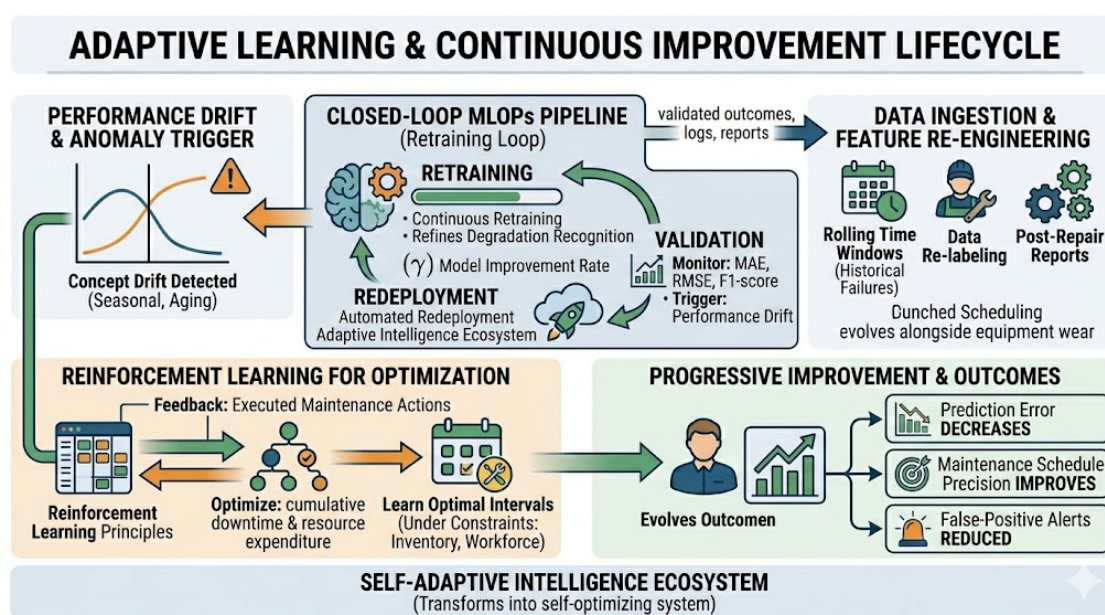 ADAPTIVE LEARNING & CONTINUOUS IMPROVEMENT LIFECYCLE
PERFORMANCE DRIFT
& ANOMALY TRIGGER
Concept Drift Detected
(Seasonal, Aging)
CLOSED-LOOP MLOPs PIPELINE
(Retraining Loop)
RETRAINING
• Continuous Retraining
• Refines Degradation Recognition
(γ) Model Improvement Rate
REDEPLOYMENT
Automated Redeployment
Adaptive Intelligence Ecosystem
VALIDATION
Monitor: MAE,
RMSE, F1-score
• Trigger:
Performance Drift
validated outcomes,
logs, reports
DATA INGESTION &
FEATURE RE-ENGINEERING
Rolling Time
Windows
(Historical
Failures)
Data
Re-labeling
Post-Repair
Reports
Cunched Scheduling
evolves alongside equipment wear
REINFORCEMENT LEARNING FOR OPTIMIZATION
Feedback: Executed Maintenance Actions
Reinforcement
Learning Principles
Optimize: cumulative
downtime & resource
expenditure
Learn Optimal Intervals
(Under Constraints:
Inventory, Workforce)
PROGRESSIVE IMPROVEMENT & OUTCOMES
Evolves Outcomen
Prediction Error
DECREASES
Maintenance Schedule
Precision IMPROVES
False-Positive Alerts
REDUCED
SELF-ADAPTIVE INTELLIGENCE ECOSYSTEM
(Transforms into self-optimizing system)